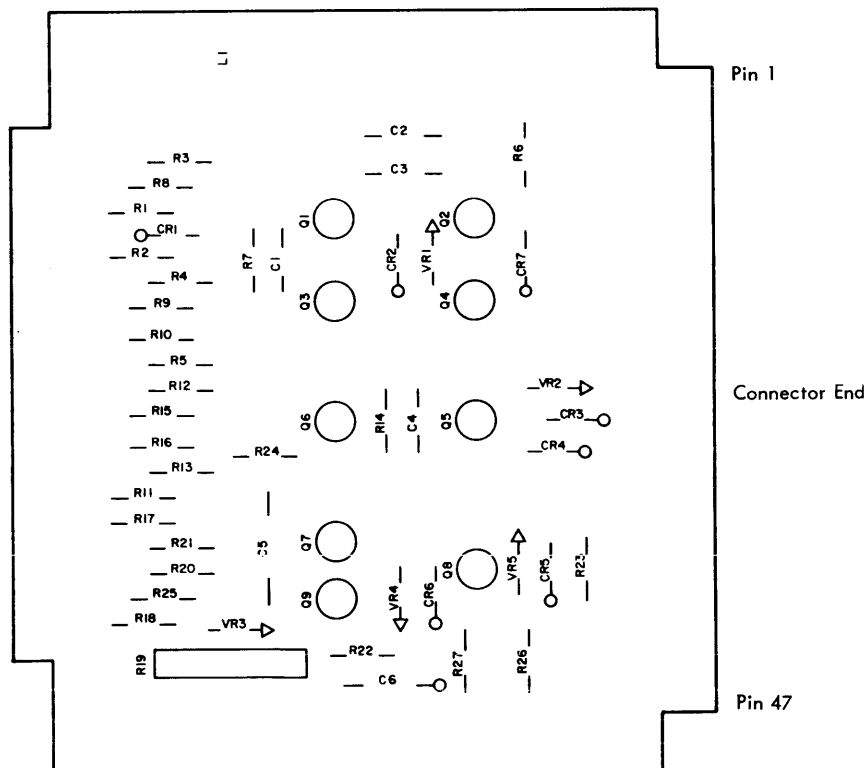 Pin 1
C2
R6
R3
C3
R8
R1
Q1
Q2
CR1
R2
R7
C1
CR2
VR1
CR7
R4
R9
Q3
Q4
R10
R5
R12
VR2
Connector End
R15
Q6
R14
C4
Q5
CR3
R16
R24
CR4
R13
R11
R17
R21
C5
Q7
Q8
VR5
CR5
R23
R20
R25
Q9
VR4
CR6
R18
VR3
R19
R22
R27
R26
C6
Pin 47